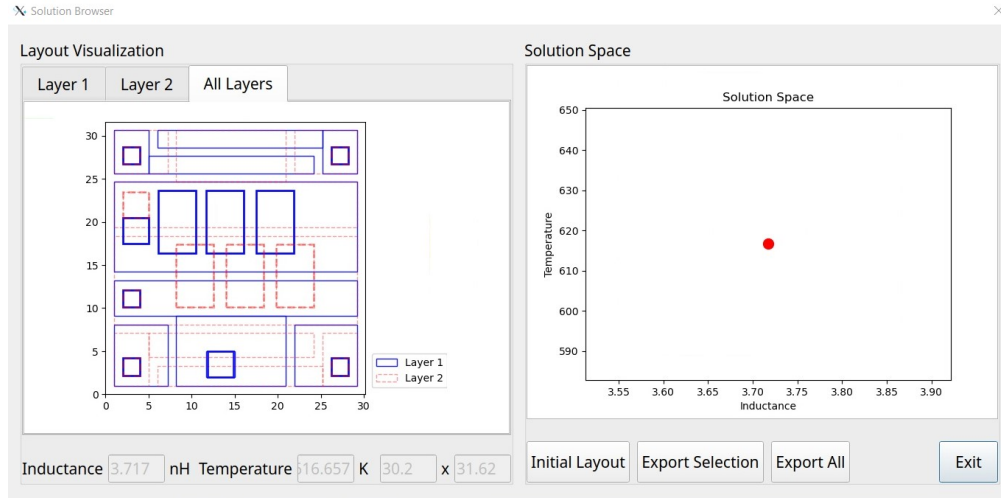 Solution Browser
Layout Visualization
Layer 1 Layer 2 All Layers
30
25
20
15
10
5
0
0 5 10 15 20 25 30
Layer 1
Layer 2
Inductance 3.717 nH Temperature 16.657 K 30.2 x 31.62
Solution Space
Solution Space
650
640
630
620
610
600
590
Temperature
3.55 3.60 3.65 3.70 3.75 3.80 3.85 3.90
Inductance
Initial Layout Export Selection Export All Exit